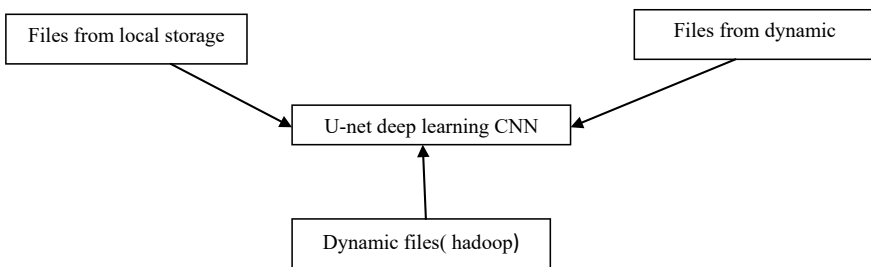 Files from local storage
Files from dynamic
U-net deep learning CNN
Dynamic files( hadoop)